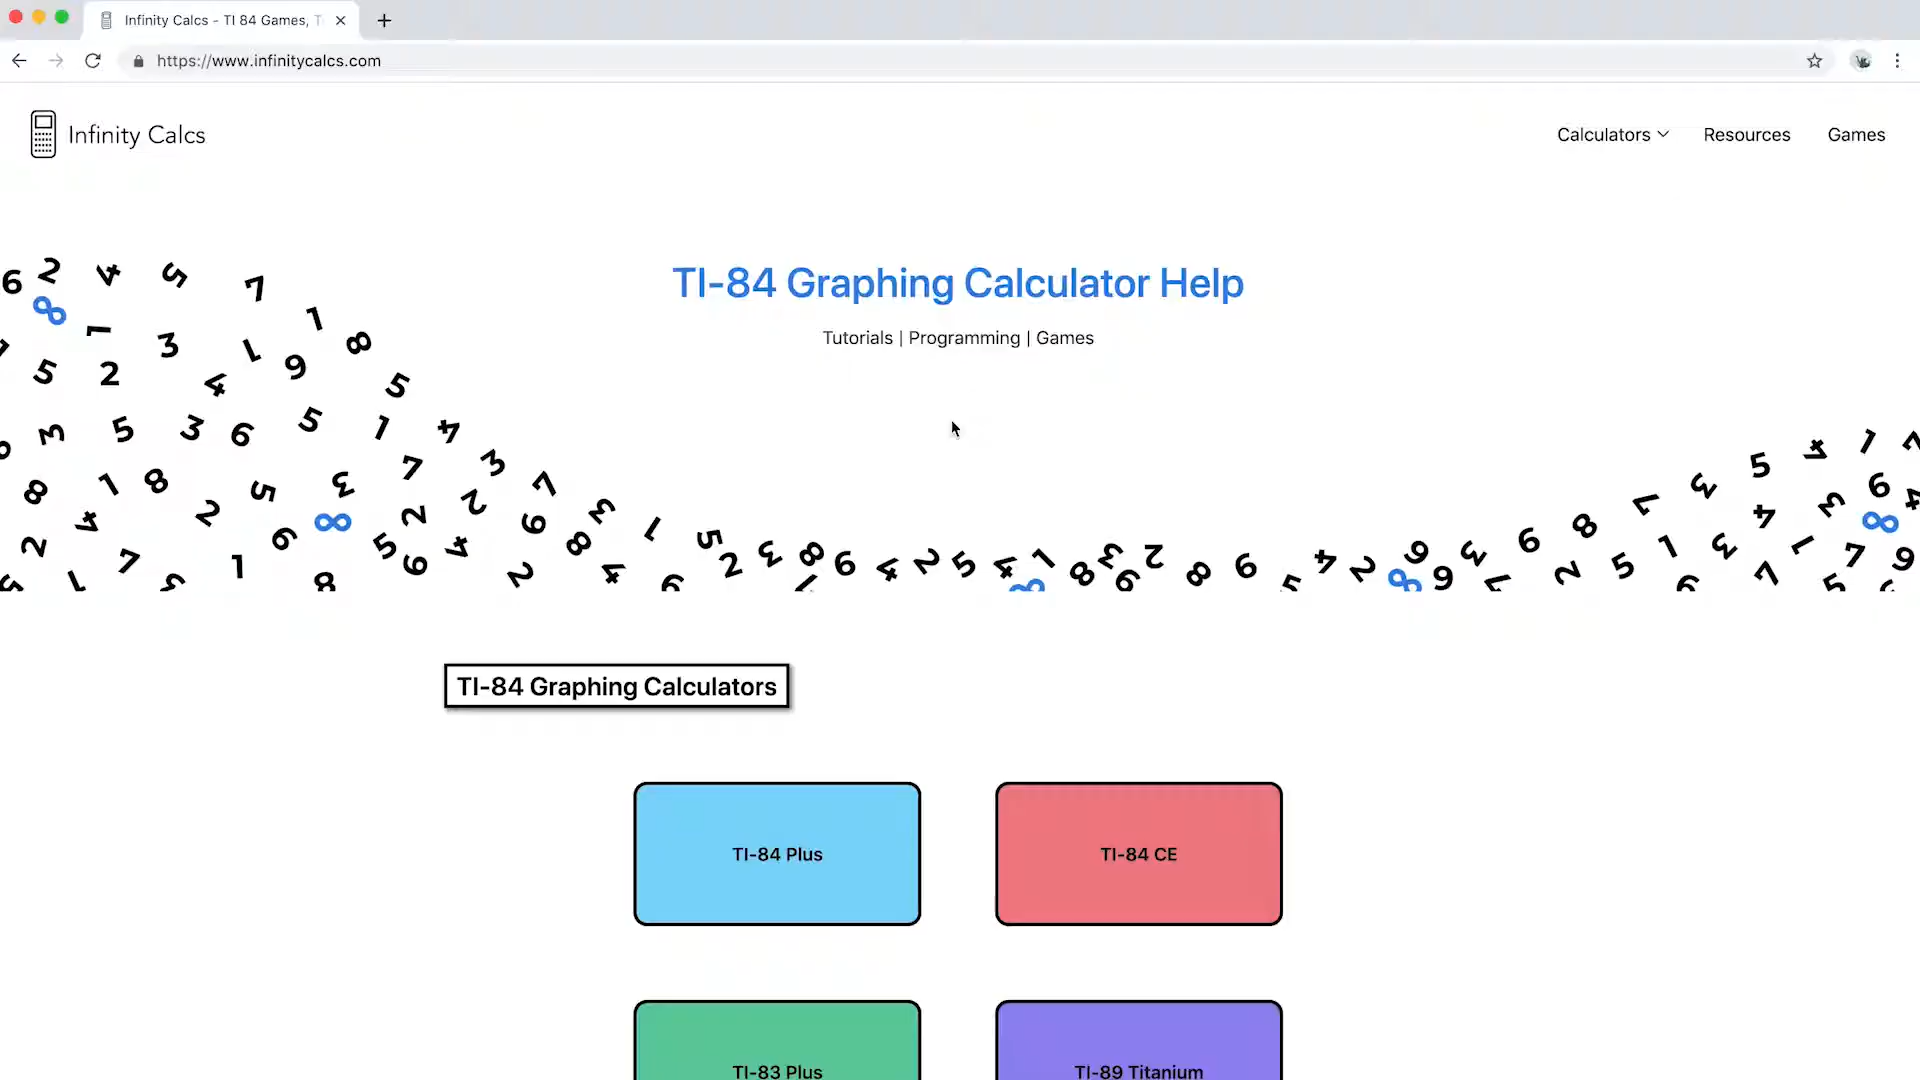 Infinity Calcs - TI 84 Games, T
https://www.infinitycalcs.com
Infinity Calcs
Calculators
Resources
Games
TI-84 Graphing Calculator Help
Tutorials | Programming | Games
TI-84 Graphing Calculators
TI-84 Plus
TI-84 CE
TI-83 Plus
TI-89 Titanium